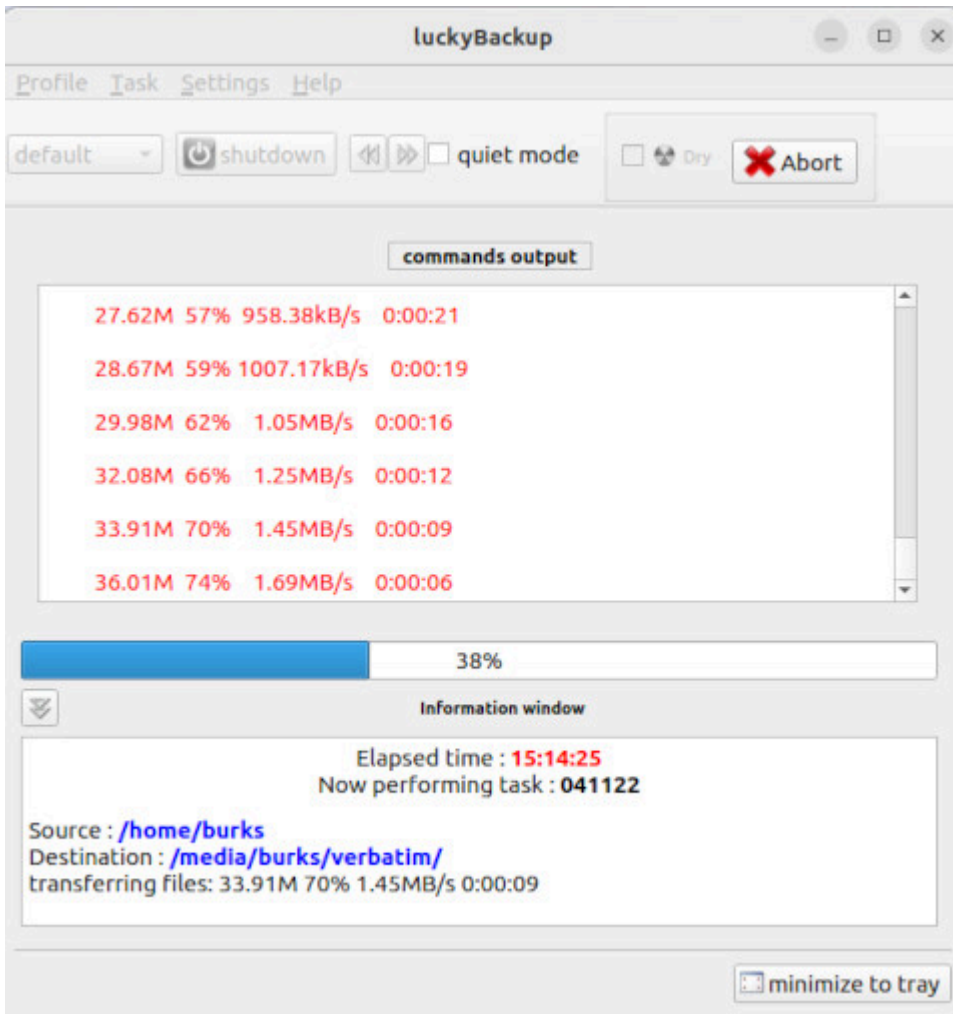 luckyBackup
Profile Task Settings Help
default shutdown quiet mode Dry Abort
commands output
27.62M 57% 958.38kB/s 0:00:21
28.67M 59% 1007.17kB/s 0:00:19
29.98M 62% 1.05MB/s 0:00:16
32.08M 66% 1.25MB/s 0:00:12
33.91M 70% 1.45MB/s 0:00:09
36.01M 74% 1.69MB/s 0:00:06
38%
Information window
Elapsed time : 15:14:25
Now performing task : 041122
Source : /home/burks
Destination : /media/burks/verbatim/
transferring files: 33.91M 70% 1.45MB/s 0:00:09
minimize to tray